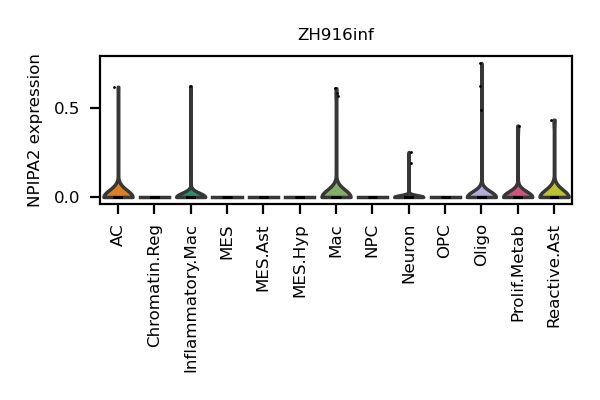 ZH916inf
NPIPA2 expression
0.5
0.0
AC
Chromatin.Reg
Inflammatory.Mac
MES
MES.Ast
MES.Hyp
Mac
NPC
Neuron
OPC
Oligo
Prolif.Metab
Reactive.Ast